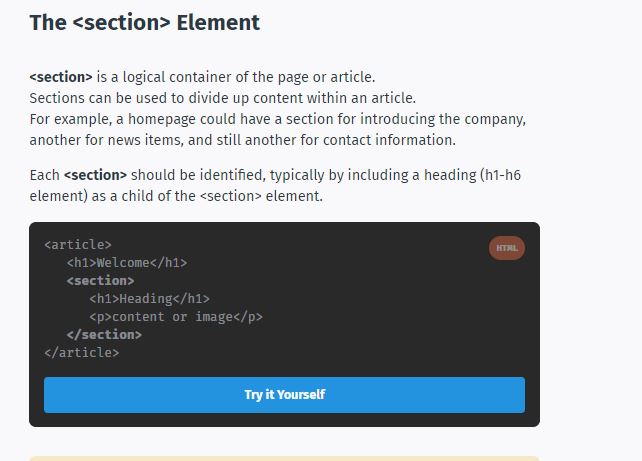 The <section> Element
<section> is a logical container of the page or article.
Sections can be used to divide up content within an article.
For example, a homepage could have a section for introducing the company,
another for news items, and still another for contact information.
Each <section> should be identified, typically by including a heading (h1-h6
element) as a child of the <section> element.
HTML
<article>
<h1>Welcome</h1>
<section>
<h1>Heading</h1>
<p>content or image</p>
</section>
</article>
Try it Yourself